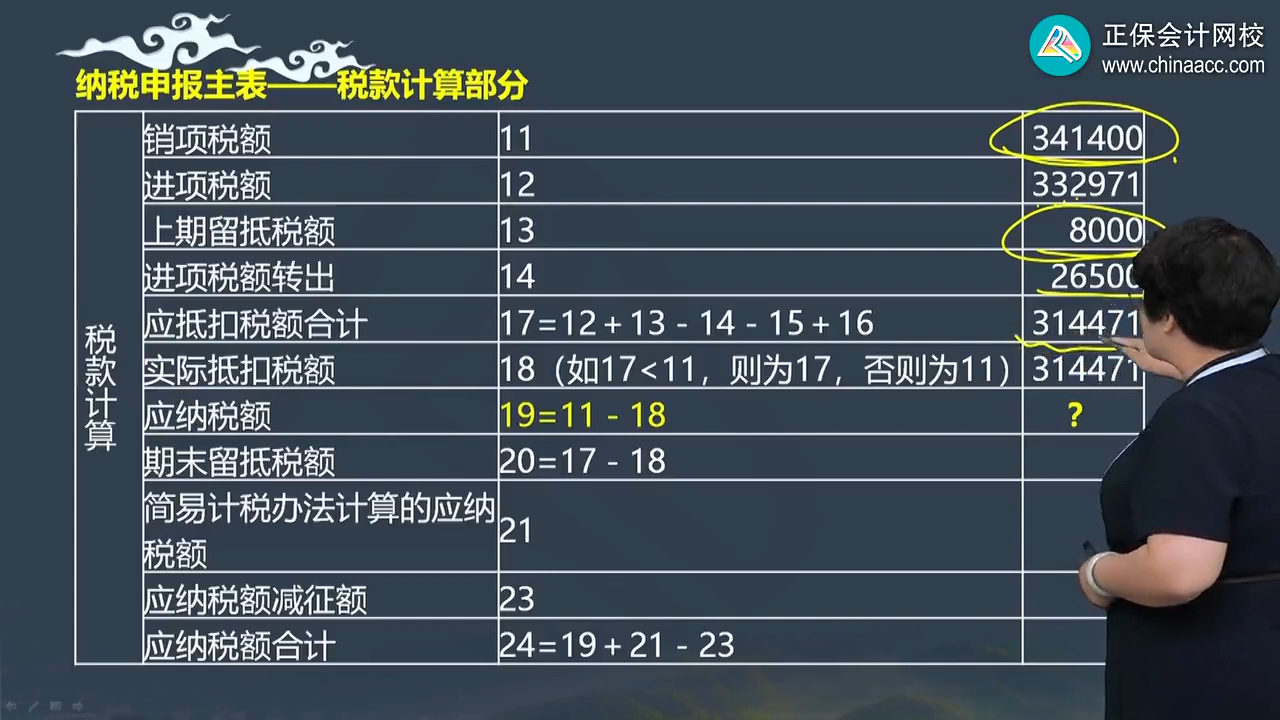 正保会计网校
www.chinaacc.com
纳税申报主表——税款计算部分
税款计算
销项税额 11 341400
进项税额 12 332971
上期留抵税额 13 8000
进项税额转出 14 26500
应抵扣税额合计 17=12+13-14-15+16 314471
实际抵扣税额 18（如17<11，则为17，否则为11） 314471
应纳税额 19=11-18 ?
期末留抵税额 20=17-18
简易计税办法计算的应纳
税额 21
应纳税额减征额 23
应纳税额合计 24=19+21-23